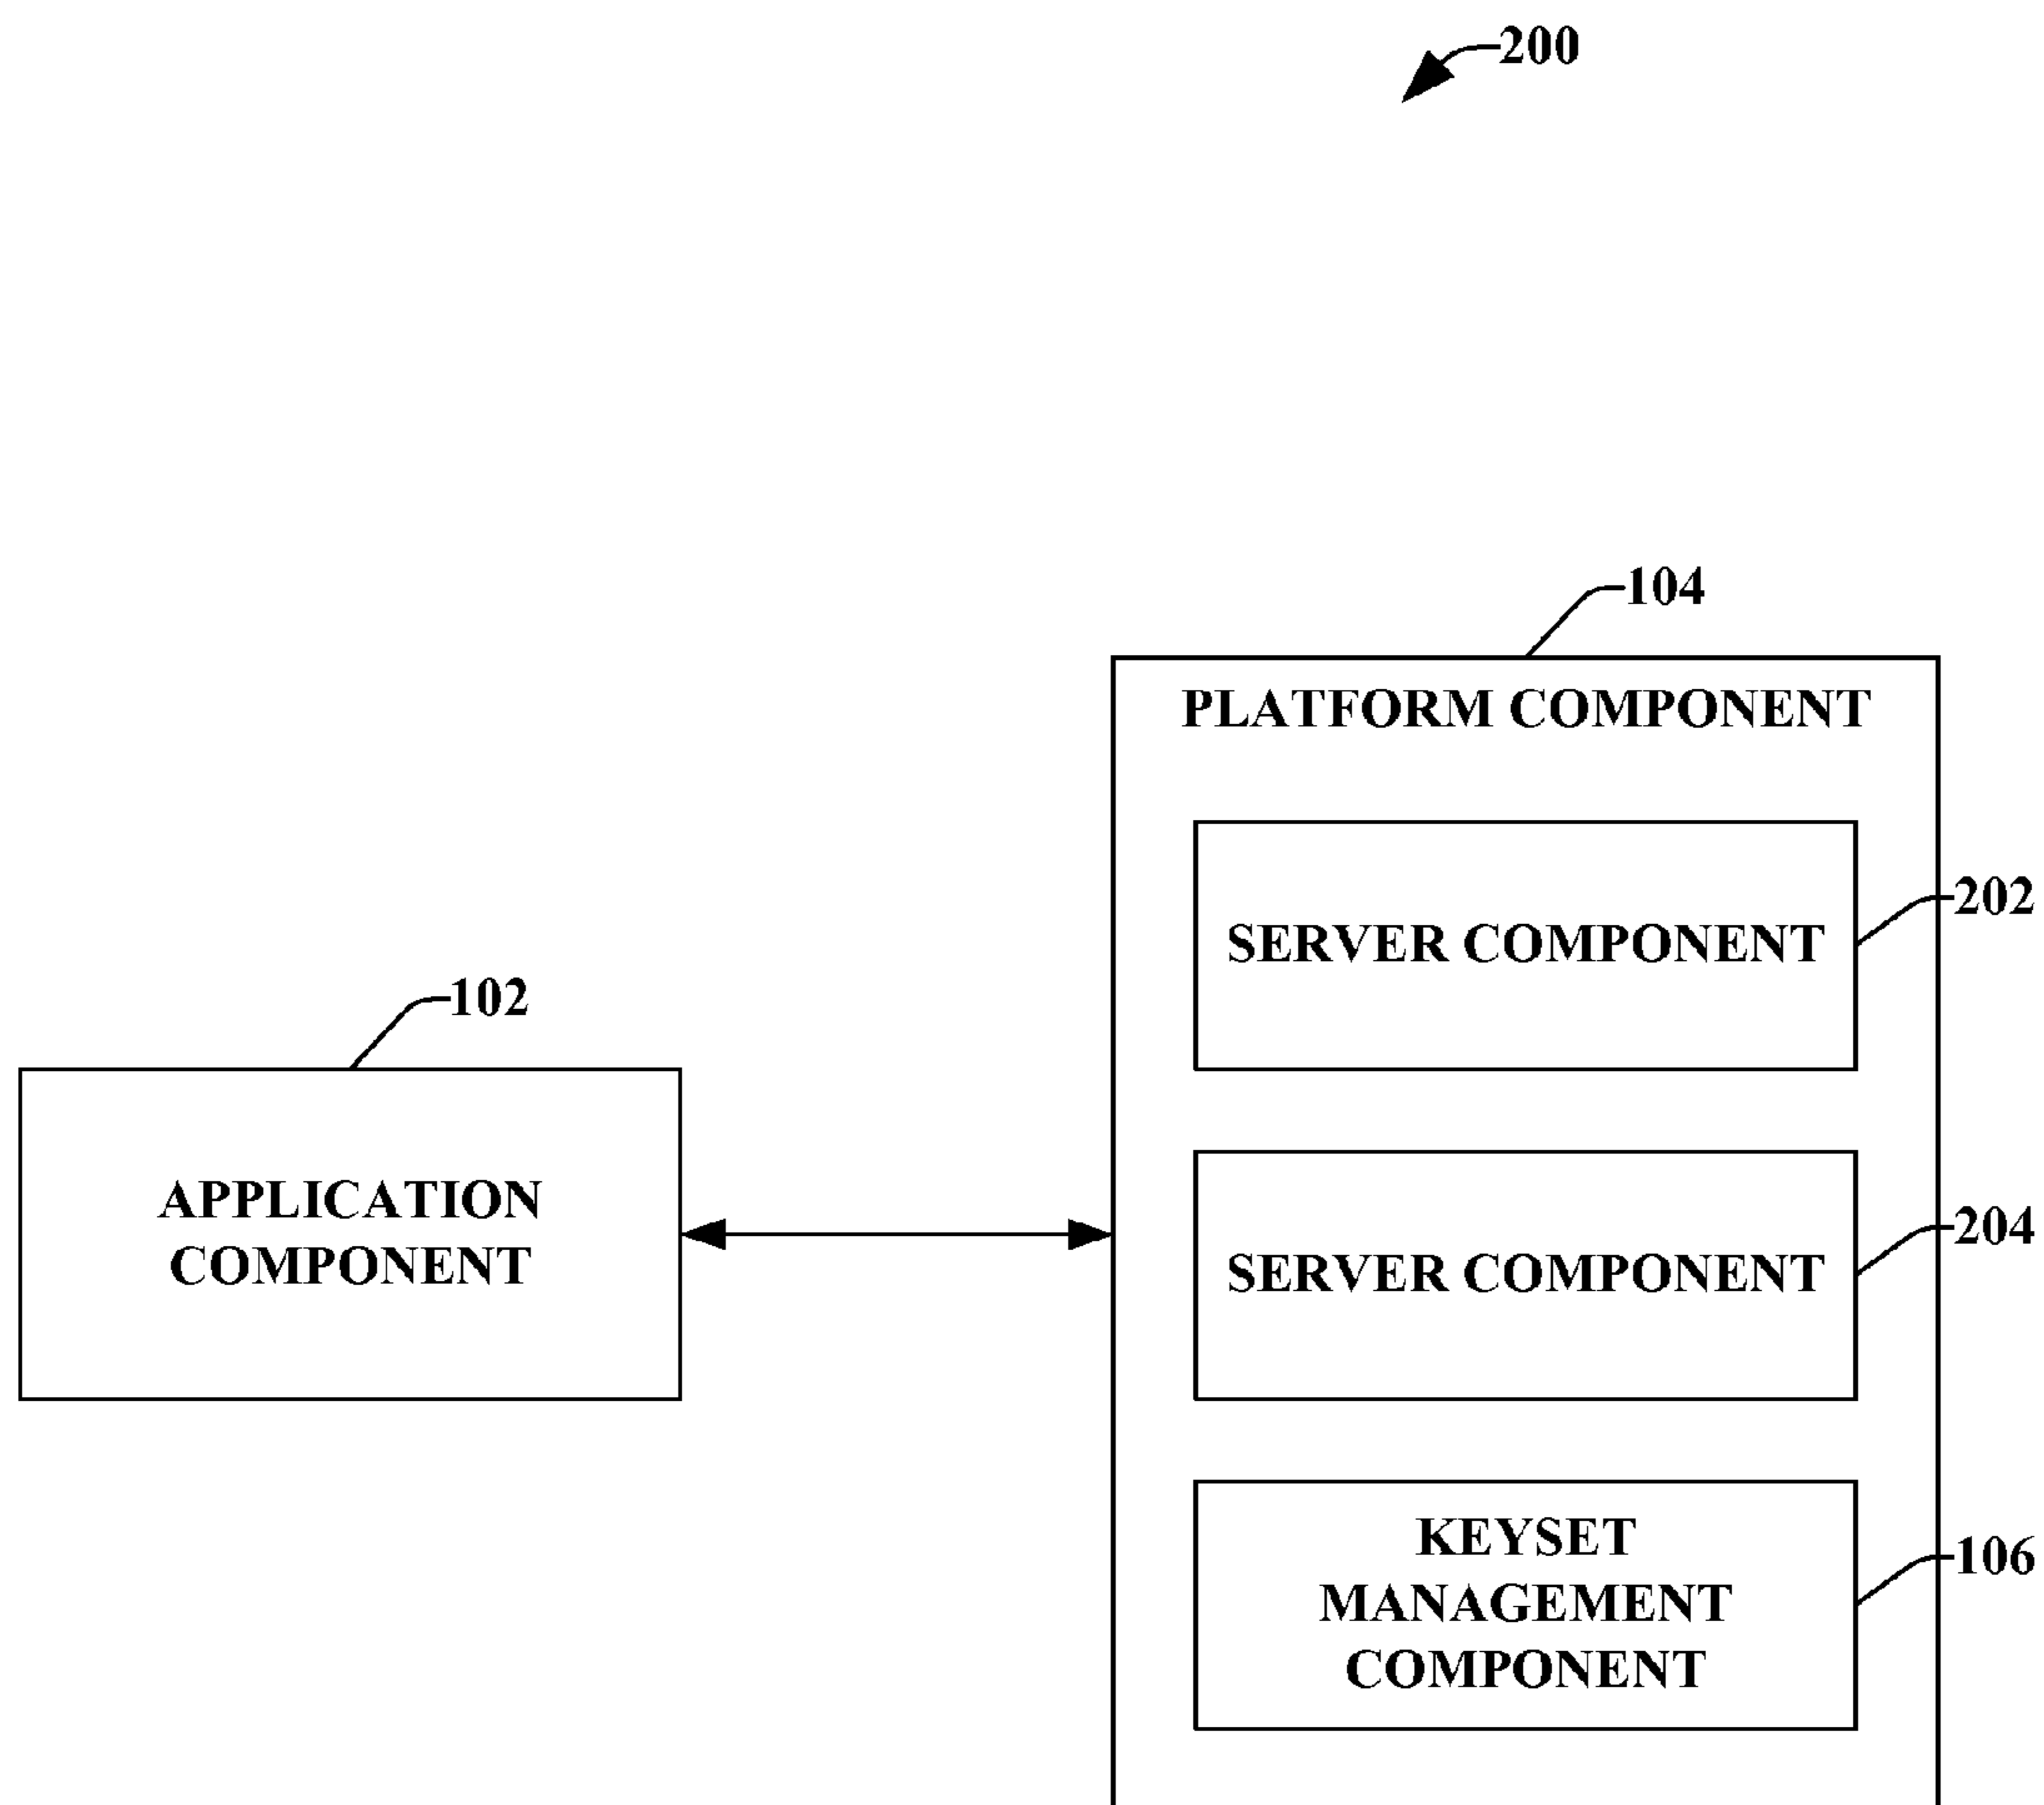 200
104
PLATFORM COMPONENT
202
SERVER COMPONENT
102
APPLICATION
COMPONENT
204
SERVER COMPONENT
106
KEYSET
MANAGEMENT
COMPONENT